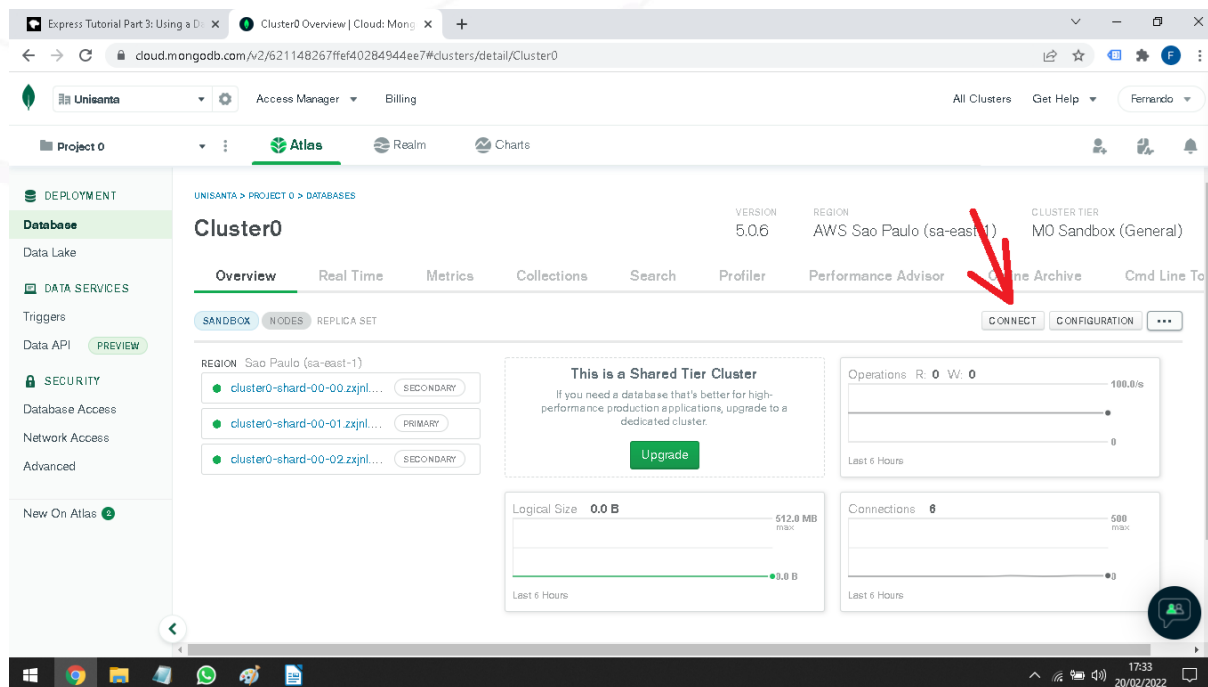 Express Tutorial Part 3: Using a D
Cluster0 Overview | Cloud: Mong
cloud.mongodb.com/v2/621148267ffef40284944ee7#clusters/detail/Cluster0
F
Unisanta
Access Manager
Billing
All Clusters
Get Help
Fernando
Project 0
Atlas
Realm
Charts
DEPLOYMENT
Database
Data Lake
DATA SERVICES
Triggers
Data API PREVIEW
SECURITY
Database Access
Network Access
Advanced
New On Atlas 2
UNISANTA > PROJECT 0 > DATABASES
Cluster0
VERSION
5.0.6
REGION
AWS Sao Paulo (sa-east-1)
CLUSTER TIER
M0 Sandbox (General)
Overview
Real Time
Metrics
Collections
Search
Profiler
Performance Advisor
Online Archive
Cmd Line To
SANDBOX NODES REPLICA SET
CONNECT
CONFIGURATION
...
REGION Sao Paulo (sa-east-1)
cluster0-shard-00-00.zxjnl.... SECONDARY
cluster0-shard-00-01.zxjnl.... PRIMARY
cluster0-shard-00-02.zxjnl.... SECONDARY
This is a Shared Tier Cluster
If you need a database that's better for high-
performance production applications, upgrade to a
dedicated cluster.
Upgrade
Operations R: 0 W: 0
100.0/s
0
Last 6 Hours
Logical Size 0.0 B
512.0 MB
max
0.0 B
Last 6 Hours
Connections 6
500
max
0
Last 6 Hours
17:33
20/02/2022